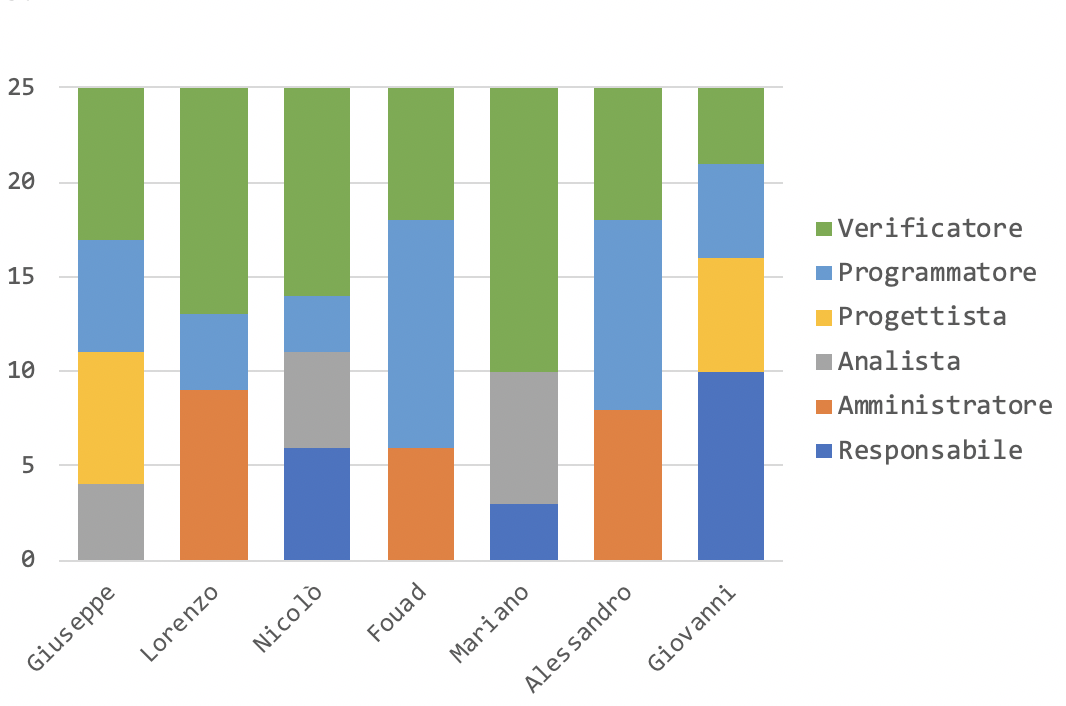 25
20
15
10
5
0
Giuseppe
Lorenzo
Nicolò
Fouad
Mariano
Alessandro
Giovanni
Verificatore
Programmatore
Progettista
Analista
Amministratore
Responsabile